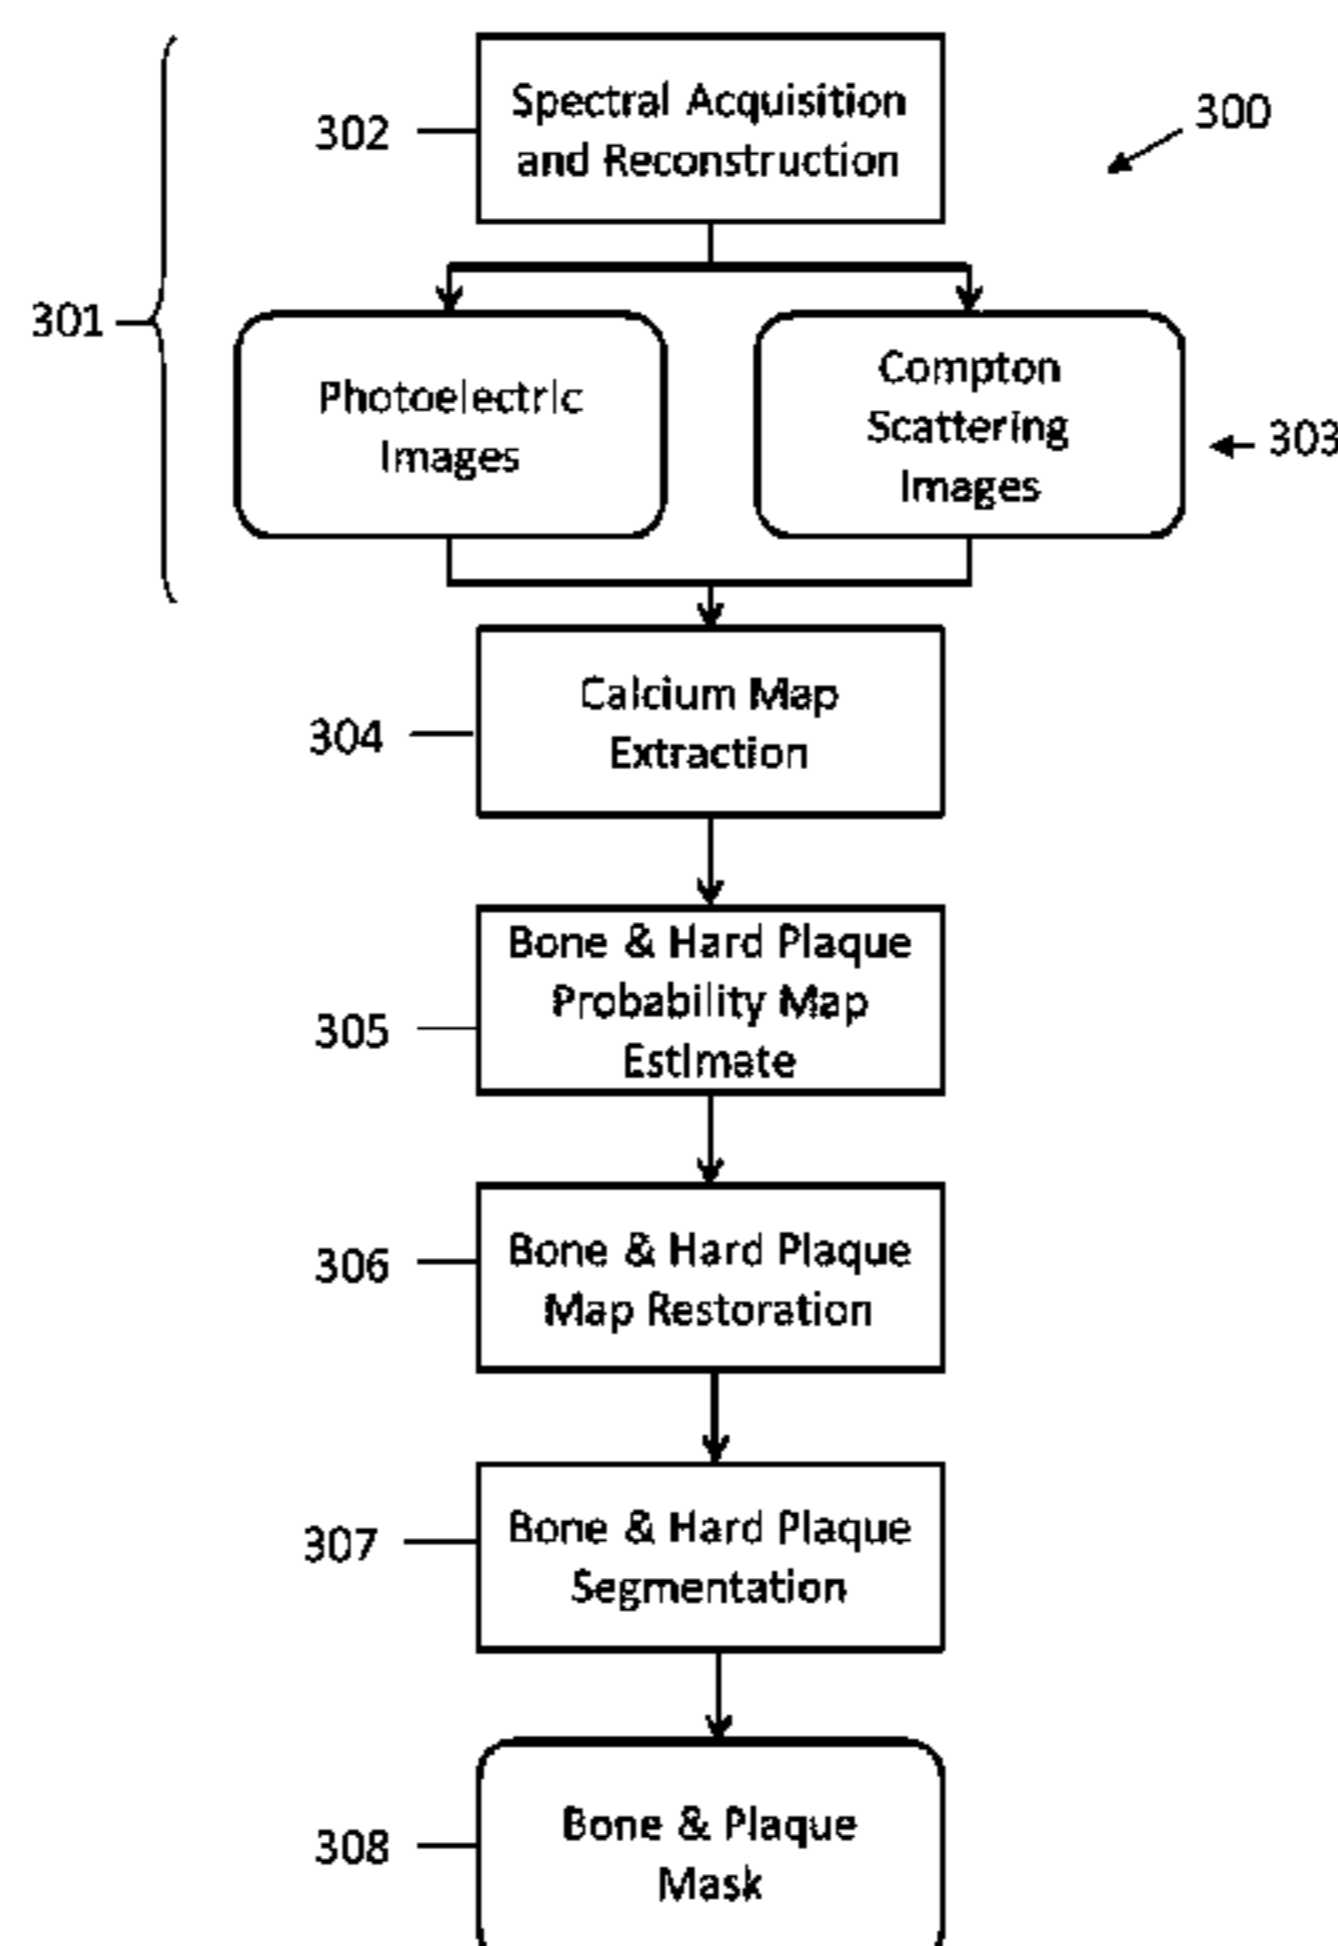 302
Spectral Acquisition
and Reconstruction
300
301
Photoelectric
Images
Compton
Scattering
Images
303
304
Calcium Map
Extraction
305
Bone & Hard Plaque
Probability Map
Estimate
306
Bone & Hard Plaque
Map Restoration
307
Bone & Hard Plaque
Segmentation
308
Bone & Plaque
Mask